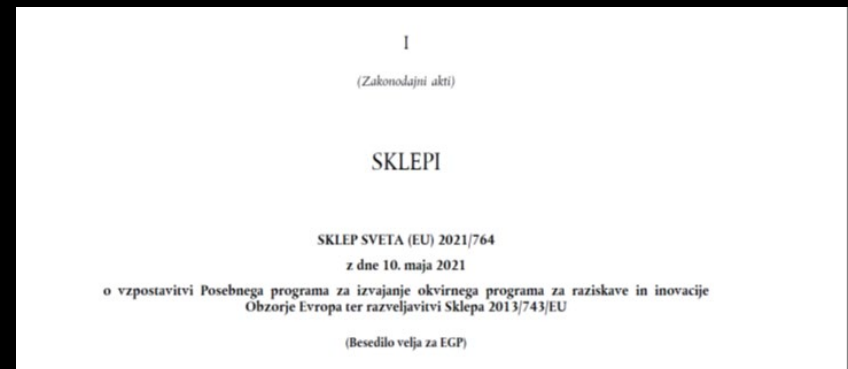 I
(Zakonodajni akti)
SKLEPI
SKLEP SVETA (EU) 2021/764
z dne 10. maja 2021
o vzpostavitvi Posebnega programa za izvajanje okvirnega programa za raziskave in inovacije
Obzorje Evropa ter razveljavitvi Sklepa 2013/743/EU
(Besedilo velja za EGP)